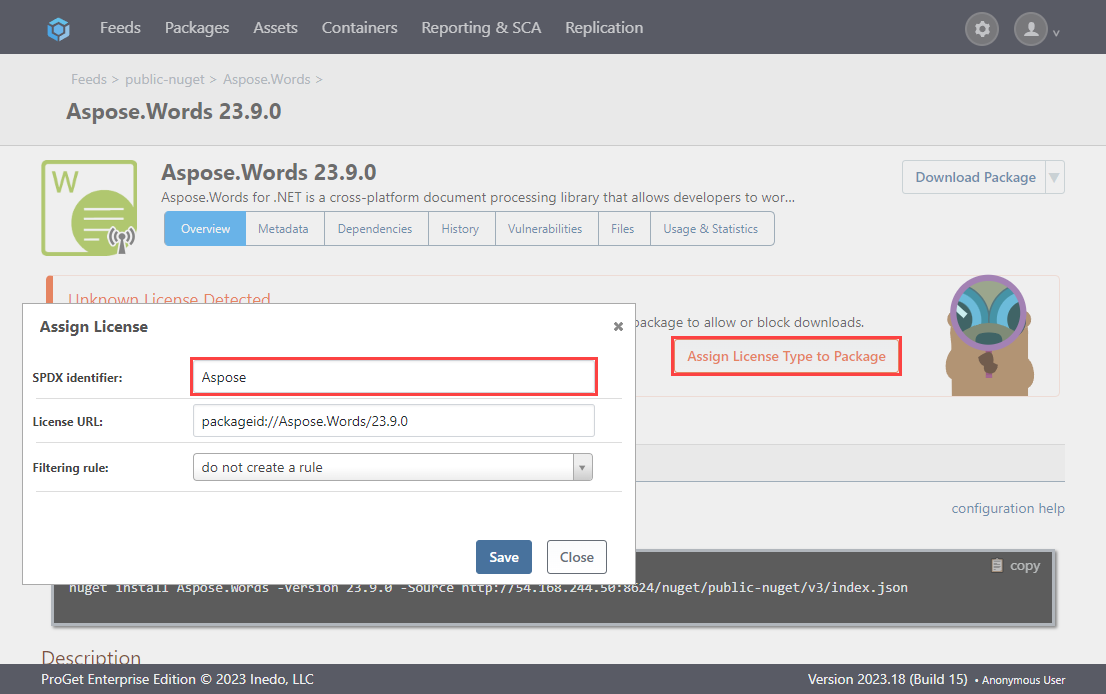 Feeds Packages Assets Containers Reporting & SCA Replication
Feeds > public-nuget > Aspose.Words >
Aspose.Words 23.9.0
W
Aspose.Words 23.9.0
Aspose.Words for .NET is a cross-platform document processing library that allows developers to wor...
Download Package
Overview Metadata Dependencies History Vulnerabilities Files Usage & Statistics
Unknown License Detected
package to allow or block downloads.
Assign License Type to Package
Assign License
SPDX identifier: Aspose
License URL: packageid://Aspose.Words/23.9.0
Filtering rule: do not create a rule
Save Close
configuration help
copy
nuget install Aspose.Words -Version 23.9.0 -Source http://54.168.244.50:8624/nuget/public-nuget/v3/index.json
Description
ProGet Enterprise Edition © 2023 Inedo, LLC
Version 2023.18 (Build 15) • Anonymous User